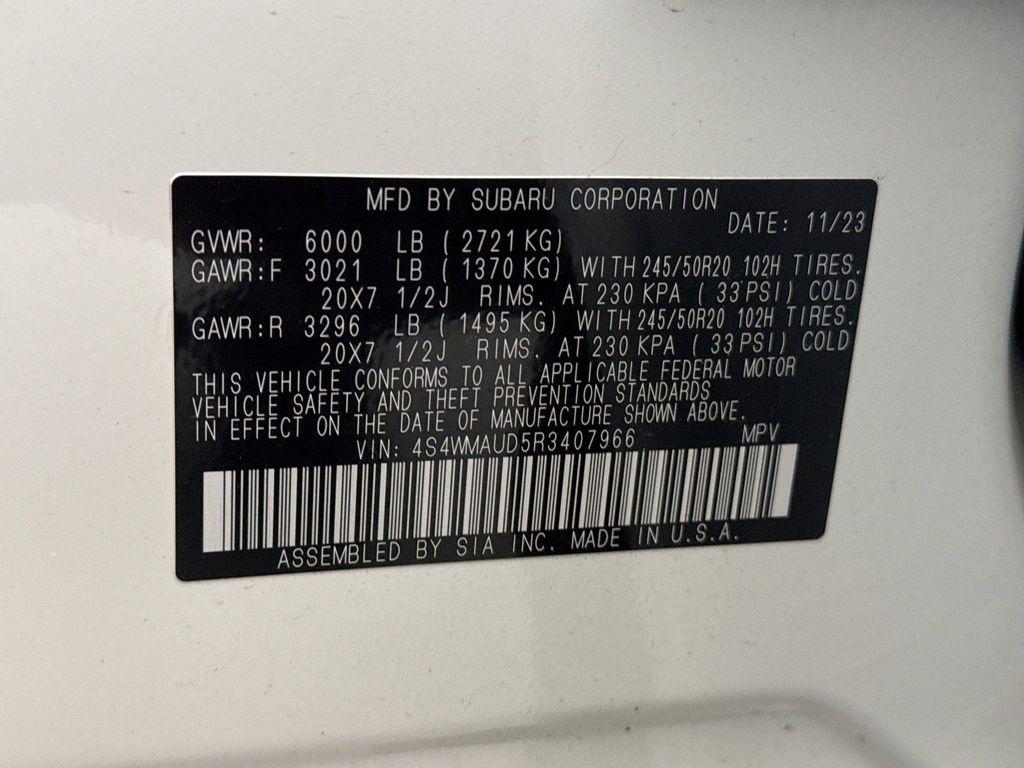 MFD BY SUBARU CORPORATION
DATE: 11/23
GVWR: 6000 LB ( 2721 KG)
GAWR:F 3021 LB ( 1370 KG) WITH 245/50R20 102H TIRES.
20X7 1/2J RIMS. AT 230 KPA ( 33 PSI) COLD
GAWR:R 3296 LB ( 1495 KG) WITH 245/50R20 102H TIRES.
20X7 1/2J RIMS. AT 230 KPA ( 33 PSI) COLD
THIS VEHICLE CONFORMS TO ALL APPLICABLE FEDERAL MOTOR
VEHICLE SAFETY AND THEFT PREVENTION STANDARDS
IN EFFECT ON THE DATE OF MANUFACTURE SHOWN ABOVE.
VIN: 4S4WMAUD5R3407966 MPV
ASSEMBLED BY SIA INC. MADE IN U.S.A.